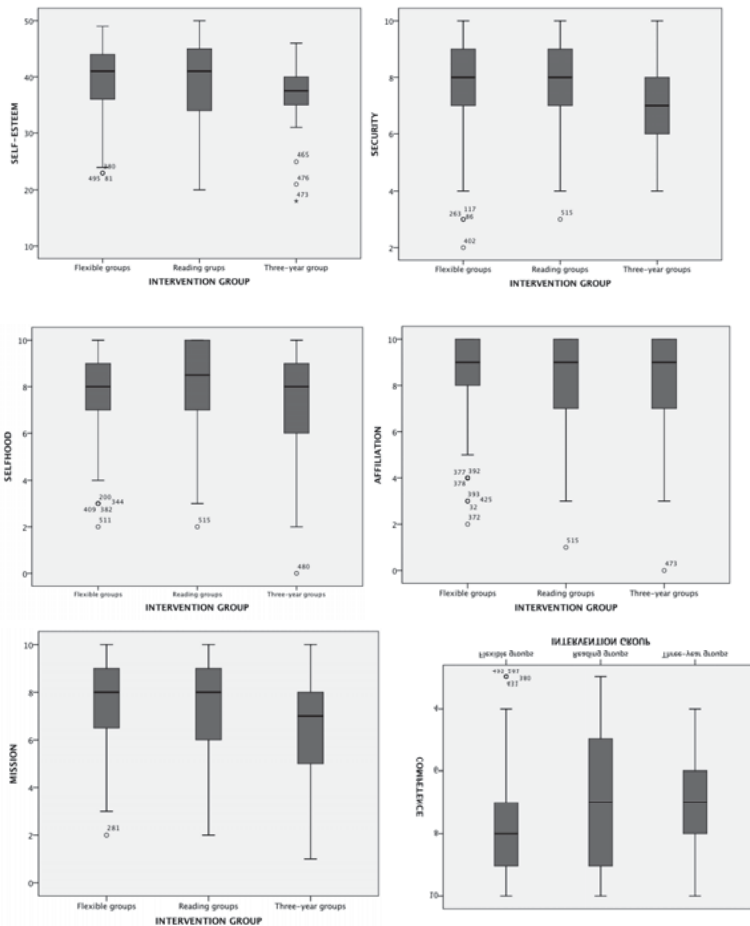 50
40
30
20
10
SELF-ESTEEM
465
476
473
Flexible groups Reading grups Three-year group
INTERVENTION GROUP
10
8
6
4
2
SECURITY
117
263 86
402
515
Flexible groups Reading groups Three-year groups
INTERVENTION GROUP
10
8
6
4
2
0
SELFHOOD
200 344
409 382
511
515
480
Flexible groups Reading groups Three-year groups
INTERVENTION GROUP
10
8
6
4
2
0
AFFILIATION
377 392
378
393 425
32
372
515
473
Flexible groups Reading groups Three-year groups
INTERVENTION GROUP
10
8
6
4
2
0
MISSION
281
Flexible groups Reading groups Three-year groups
INTERVENTION GROUP
INTERVENTION GROUP
Flexible groups Reading groups Three-year groups
380
4
6
8
10
COMPETENCE